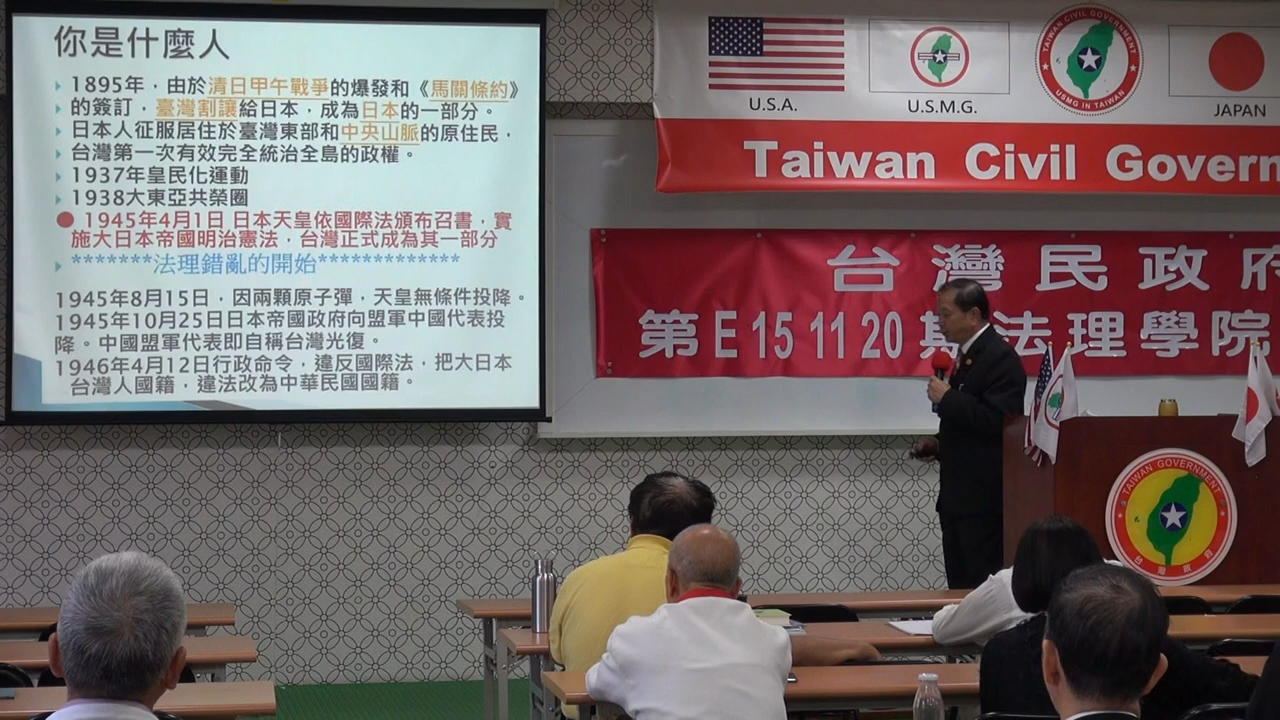 你是什麼人
1895年，由於清日甲午戰爭的爆發和《馬關條約》
的簽訂，臺灣割讓給日本，成為日本的一部分。
日本人征服居住於臺灣東部和中央山脈的原住民，
台灣第一次有效完全統治全島的政權。
1937年皇民化運動
1938大東亞共榮圈
1945年4月1日 日本天皇依國際法頒布召書，實
施大日本帝國明治憲法，台灣正式成為其一部分
*******法理錯亂的開始*************
1945年8月15日，因兩顆原子彈，天皇無條件投降。
1945年10月25日日本帝國政府向盟軍中國代表投
降。中國盟軍代表即自稱台灣光復。
1946年4月12日行政命令，違反國際法，把大日本
台灣人國籍，違法改為中華民國國籍。
U.S.A.
U.S.M.G.
TAIWAN CIVIL GOVERNMENT
USMG IN TAIWAN
JAPAN
Taiwan Civil Govern
台灣民政府
第E151120期法理學院
TAIWAN GOVERNMENT
台灣政府